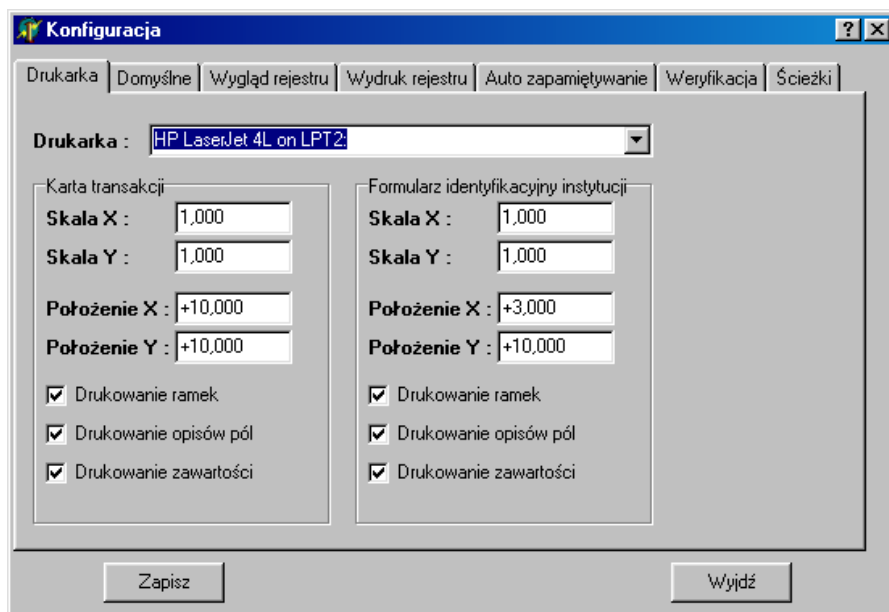 Konfiguracja
Drukarka Domyślne Wygląd rejestru Wydruk rejestru Auto zapamiętywanie Weryfikacja Ścieżki
Drukarka : HP LaserJet 4L on LPT2:
Karta transakcji
Skala X : 1,000
Skala Y : 1,000
Położenie X : +10,000
Położenie Y : +10,000
Drukowanie ramek
Drukowanie opisów pól
Drukowanie zawartości
Formularz identyfikacyjny instytucji
Skala X : 1,000
Skala Y : 1,000
Położenie X : +3,000
Położenie Y : +10,000
Drukowanie ramek
Drukowanie opisów pól
Drukowanie zawartości
Zapisz Wyjdź